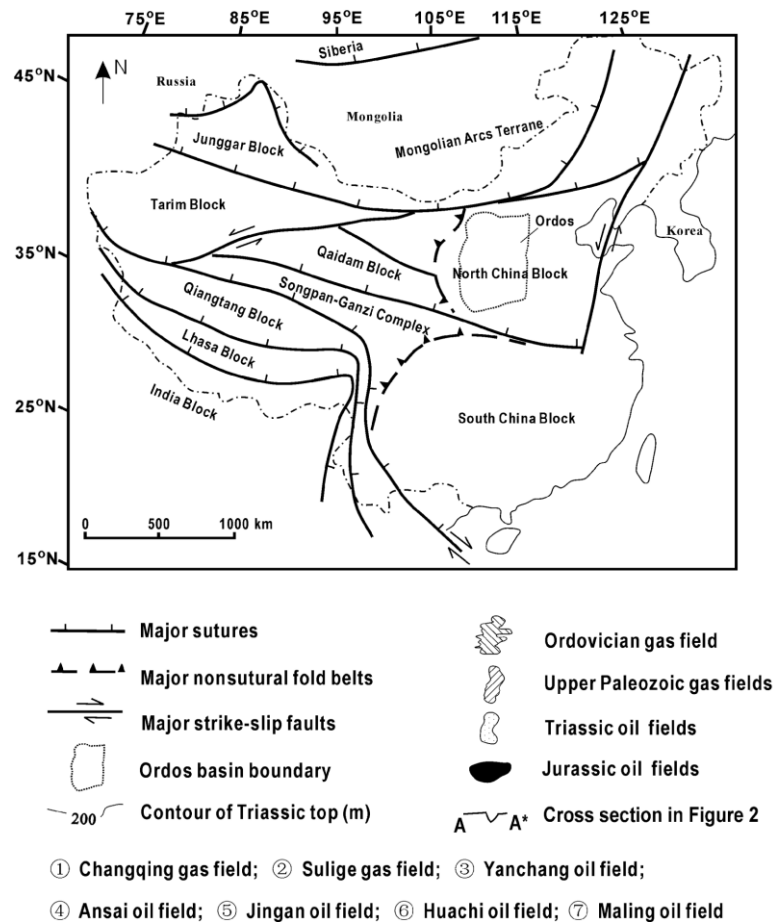 75°E 85°E 95°E 105°E 115°E 125°E
45°N
N
Siberia
Russia
Mongolia
Mongolian Arcs Terrane
Junggar Block
Tarim Block
Ordos
Korea
35°N
Qaidam Block
North China Block
Songpan-Ganzi Complex
Qiangtang Block
Lhasa Block
India Block
25°N
South China Block
0 500 1000 km
15°N
Major sutures
Major nonsutural fold belts
Major strike-slip faults
Ordos basin boundary
200 Contour of Triassic top (m)
Ordovician gas field
Upper Paleozoic gas fields
Triassic oil fields
Jurassic oil fields
A A* Cross section in Figure 2
① Changqing gas field; ② Sulige gas field; ③ Yanchang oil field;
④ Ansai oil field; ⑤ Jingan oil field; ⑥ Huachi oil field; ⑦ Maling oil field